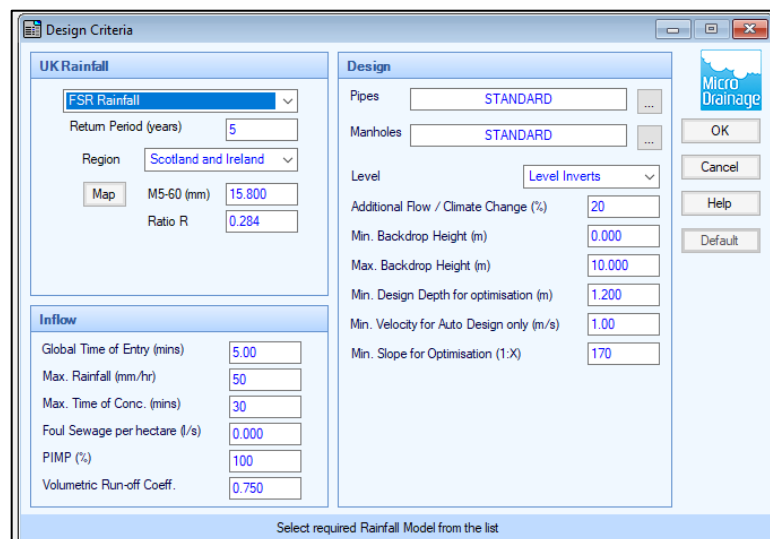 Design Criteria
UK Rainfall
FSR Rainfall
Return Period (years) 5
Region Scotland and Ireland
Map M5-60 (mm) 15.800
Ratio R 0.284
Inflow
Global Time of Entry (mins) 5.00
Max. Rainfall (mm/hr) 50
Max. Time of Conc. (mins) 30
Foul Sewage per hectare (l/s) 0.000
PIMP (%) 100
Volumetric Run-off Coeff. 0.750
Design
Pipes STANDARD ...
Manholes STANDARD ...
Level Level Inverts
Additional Flow / Climate Change (%) 20
Min. Backdrop Height (m) 0.000
Max. Backdrop Height (m) 10.000
Min. Design Depth for optimisation (m) 1.200
Min. Velocity for Auto Design only (m/s) 1.00
Min. Slope for Optimisation (1:X) 170
Micro
Drainage
OK
Cancel
Help
Default
Select required Rainfall Model from the list